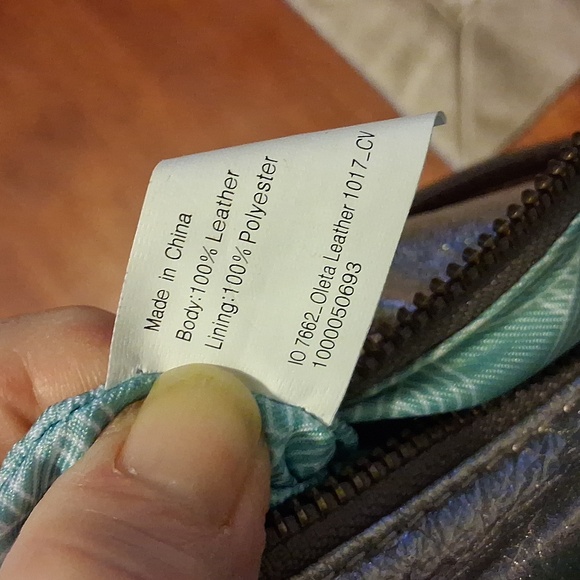 Made in China
Body:100% Leather
Lining:100% Polyester
IO 7662_Oleta Leather 1017_CV
1000050693